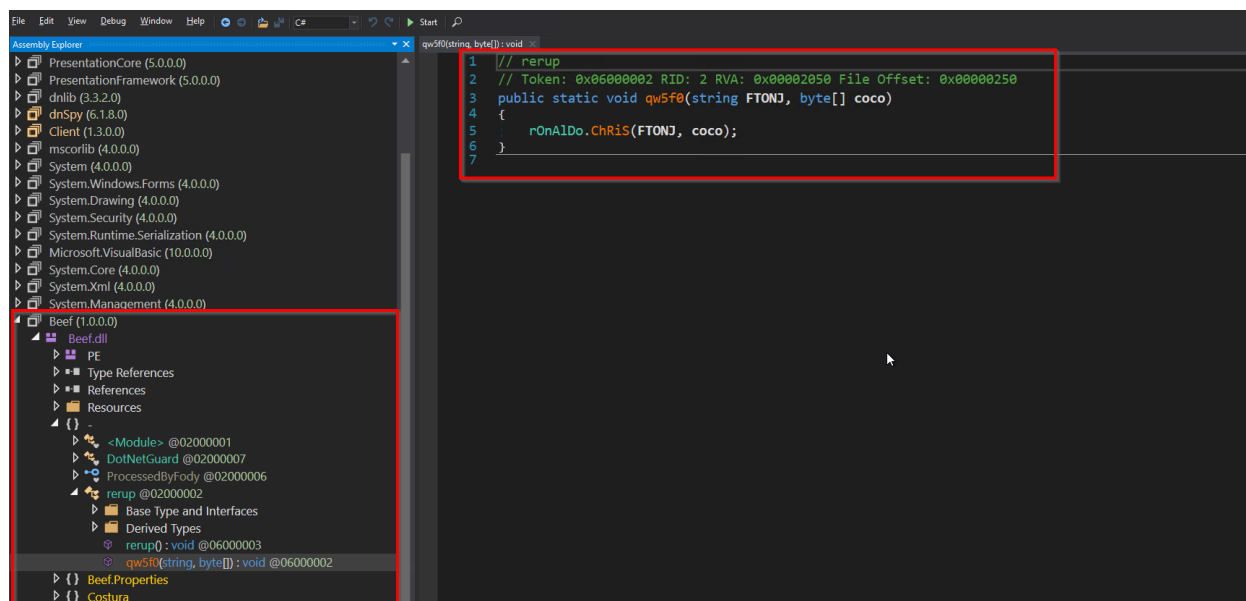 File Edit View Debug Window Help C# Start
Assembly Explorer
PresentationCore (5.0.0.0)
PresentationFramework (5.0.0.0)
dnlib (3.3.2.0)
dnSpy (6.1.8.0)
Client (1.3.0.0)
mscorlib (4.0.0.0)
System (4.0.0.0)
System.Windows.Forms (4.0.0.0)
System.Drawing (4.0.0.0)
System.Security (4.0.0.0)
System.Runtime.Serialization (4.0.0.0)
Microsoft.VisualBasic (10.0.0.0)
System.Core (4.0.0.0)
System.Xml (4.0.0.0)
System.Management (4.0.0.0)
Beef (1.0.0.0)
Beef.dll
PE
Type References
References
Resources
{} -
<Module> @02000001
DotNetGuard @02000007
ProcessedByFody @02000006
rerup @02000002
Base Type and Interfaces
Derived Types
rerup() : void @06000003
qw5f0(string, byte[]) : void @06000002
{} Beef.Properties
{} Costura
qw5f0(string, byte[]) : void
1 // rerup
2 // Token: 0x06000002 RID: 2 RVA: 0x00002050 File Offset: 0x00000250
3 public static void qw5f0(string FTONJ, byte[] coco)
4 {
5 rOnAlDo.ChRiS(FTONJ, coco);
6 }
7